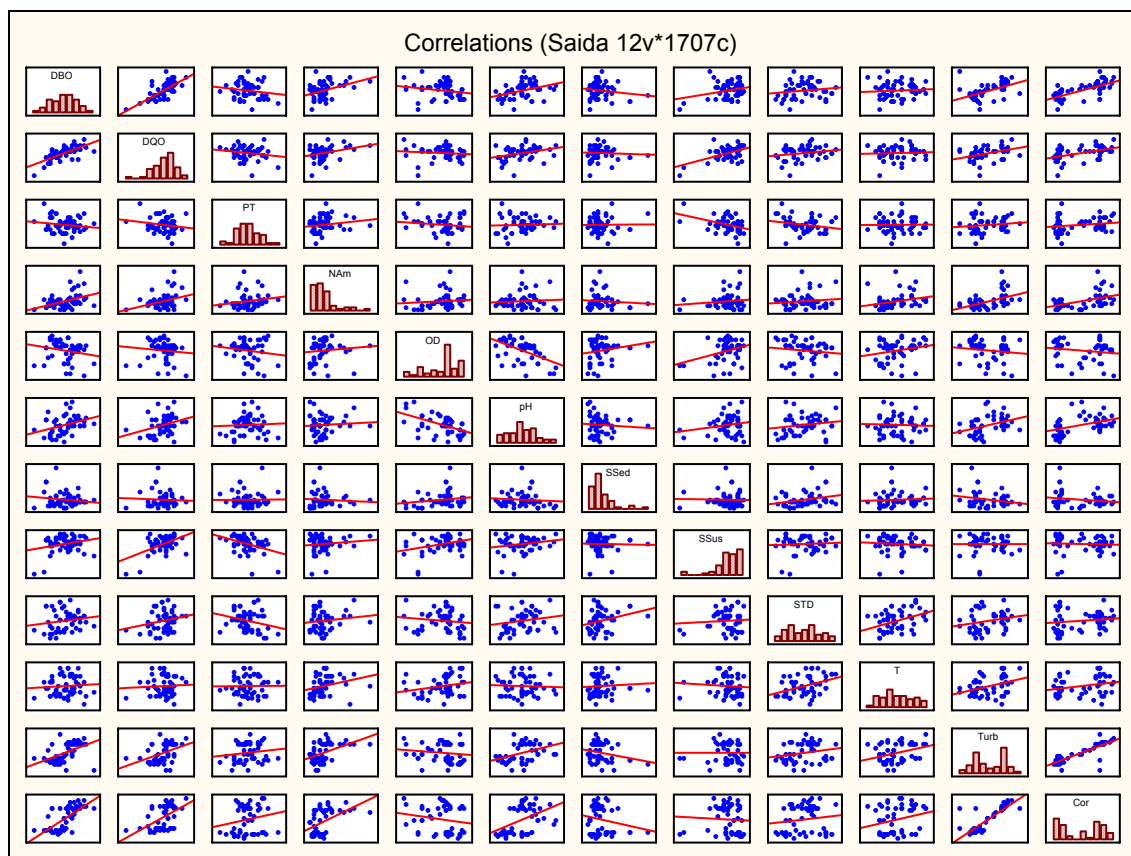 Correlations (Saida 12v*1707c)
DBO
DQO
PT
NAm
OD
pH
SSed
SSus
STD
T
Turb
Cor